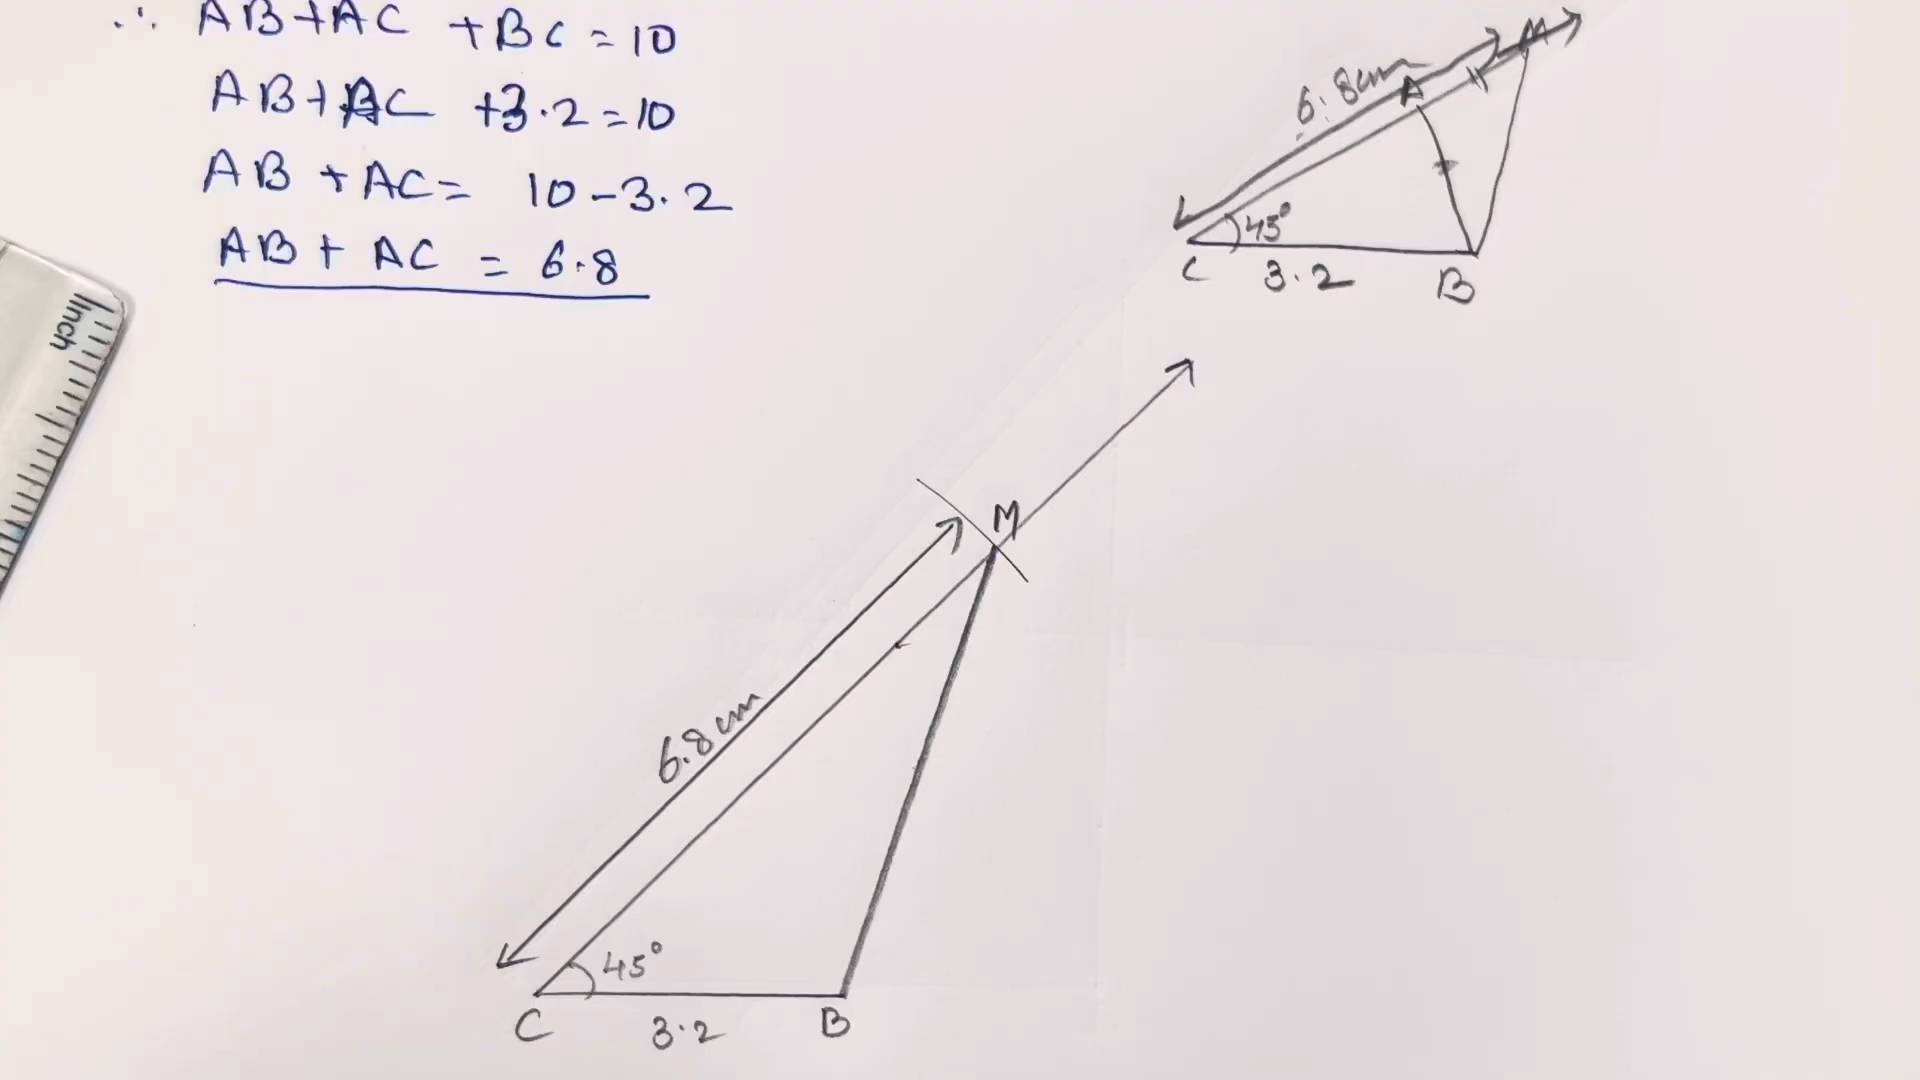 ∴ AB+AC +BC=10
AB+AC +3.2=10
AB +AC= 10-3.2
AB + AC = 6.8
Inch
6.8cm
A
M
45°
C
3.2
B
M
6.8 cm
45°
C
3.2
B